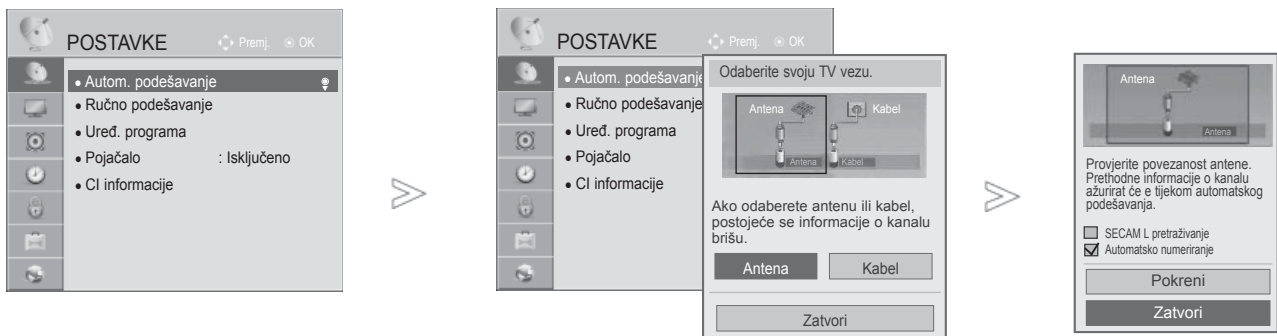 POSTAVKE
Premj. OK
• Autom. podešavanje
• Ručno podešavanje
• Uređ. programa
• Pojačalo : Isključeno
• CI informacije
>
POSTAVKE
Premj. OK
• Autom. podešavanje
• Ručno podešavanje
• Uređ. programa
• Pojačalo
• CI informacije
Odaberite svoju TV vezu.
Antena Kabel
Antena Kabel
Ako odaberete antenu ili kabel,
postojeće se informacije o kanalu
brišu.
Antena Kabel
Zatvori
>
Antena
Antena
Provjerite povezanost antene.
Prethodne informacije o kanalu
ažurirat će e tijekom automatskog
podešavanja.
SECAM L pretraživanje
Automatsko numeriranje
Pokreni
Zatvori